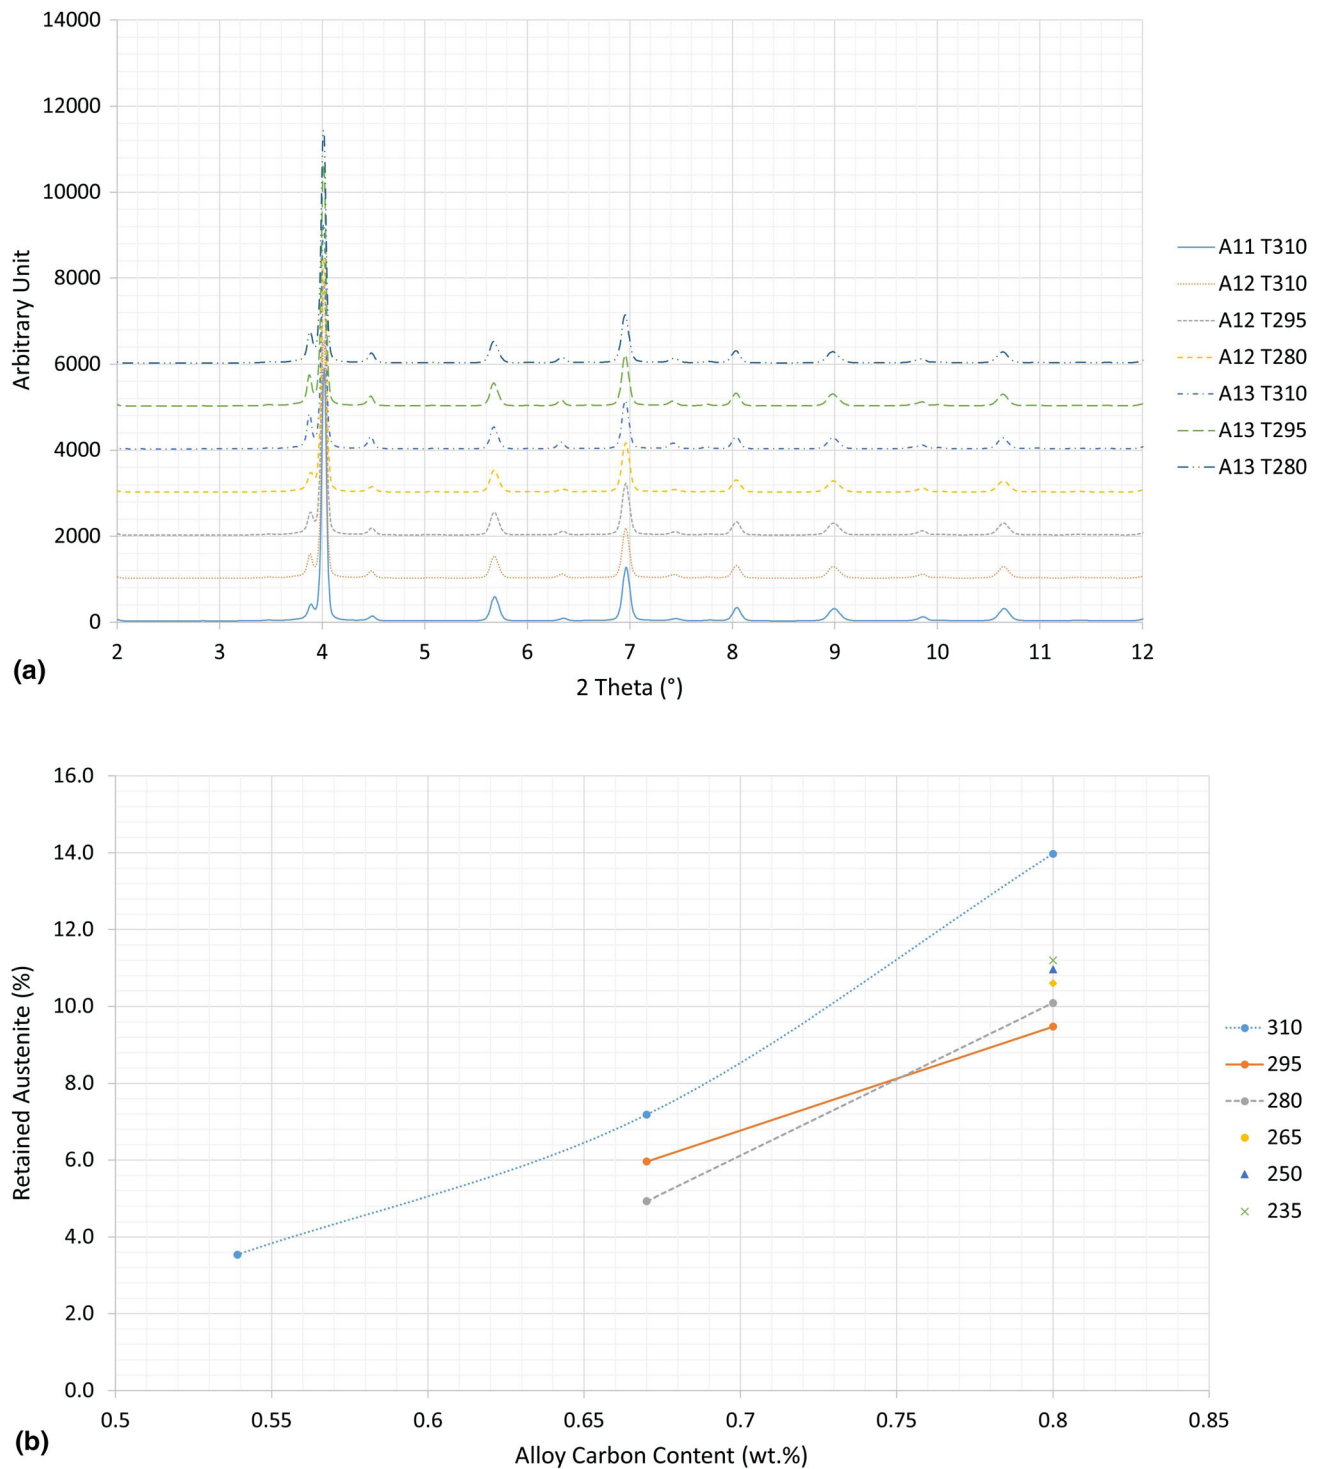 14000
12000
10000
8000
6000
4000
2000
0
Arbitrary Unit
2 3 4 5 6 7 8 9 10 11 12
2 Theta (°)
(a)
A11 T310
A12 T310
A12 T295
A12 T280
A13 T310
A13 T295
A13 T280
16.0
14.0
12.0
10.0
8.0
6.0
4.0
2.0
0.0
Retained Austenite (%)
0.5 0.55 0.6 0.65 0.7 0.75 0.8 0.85
Alloy Carbon Content (wt.%)
(b)
310
295
280
265
250
235